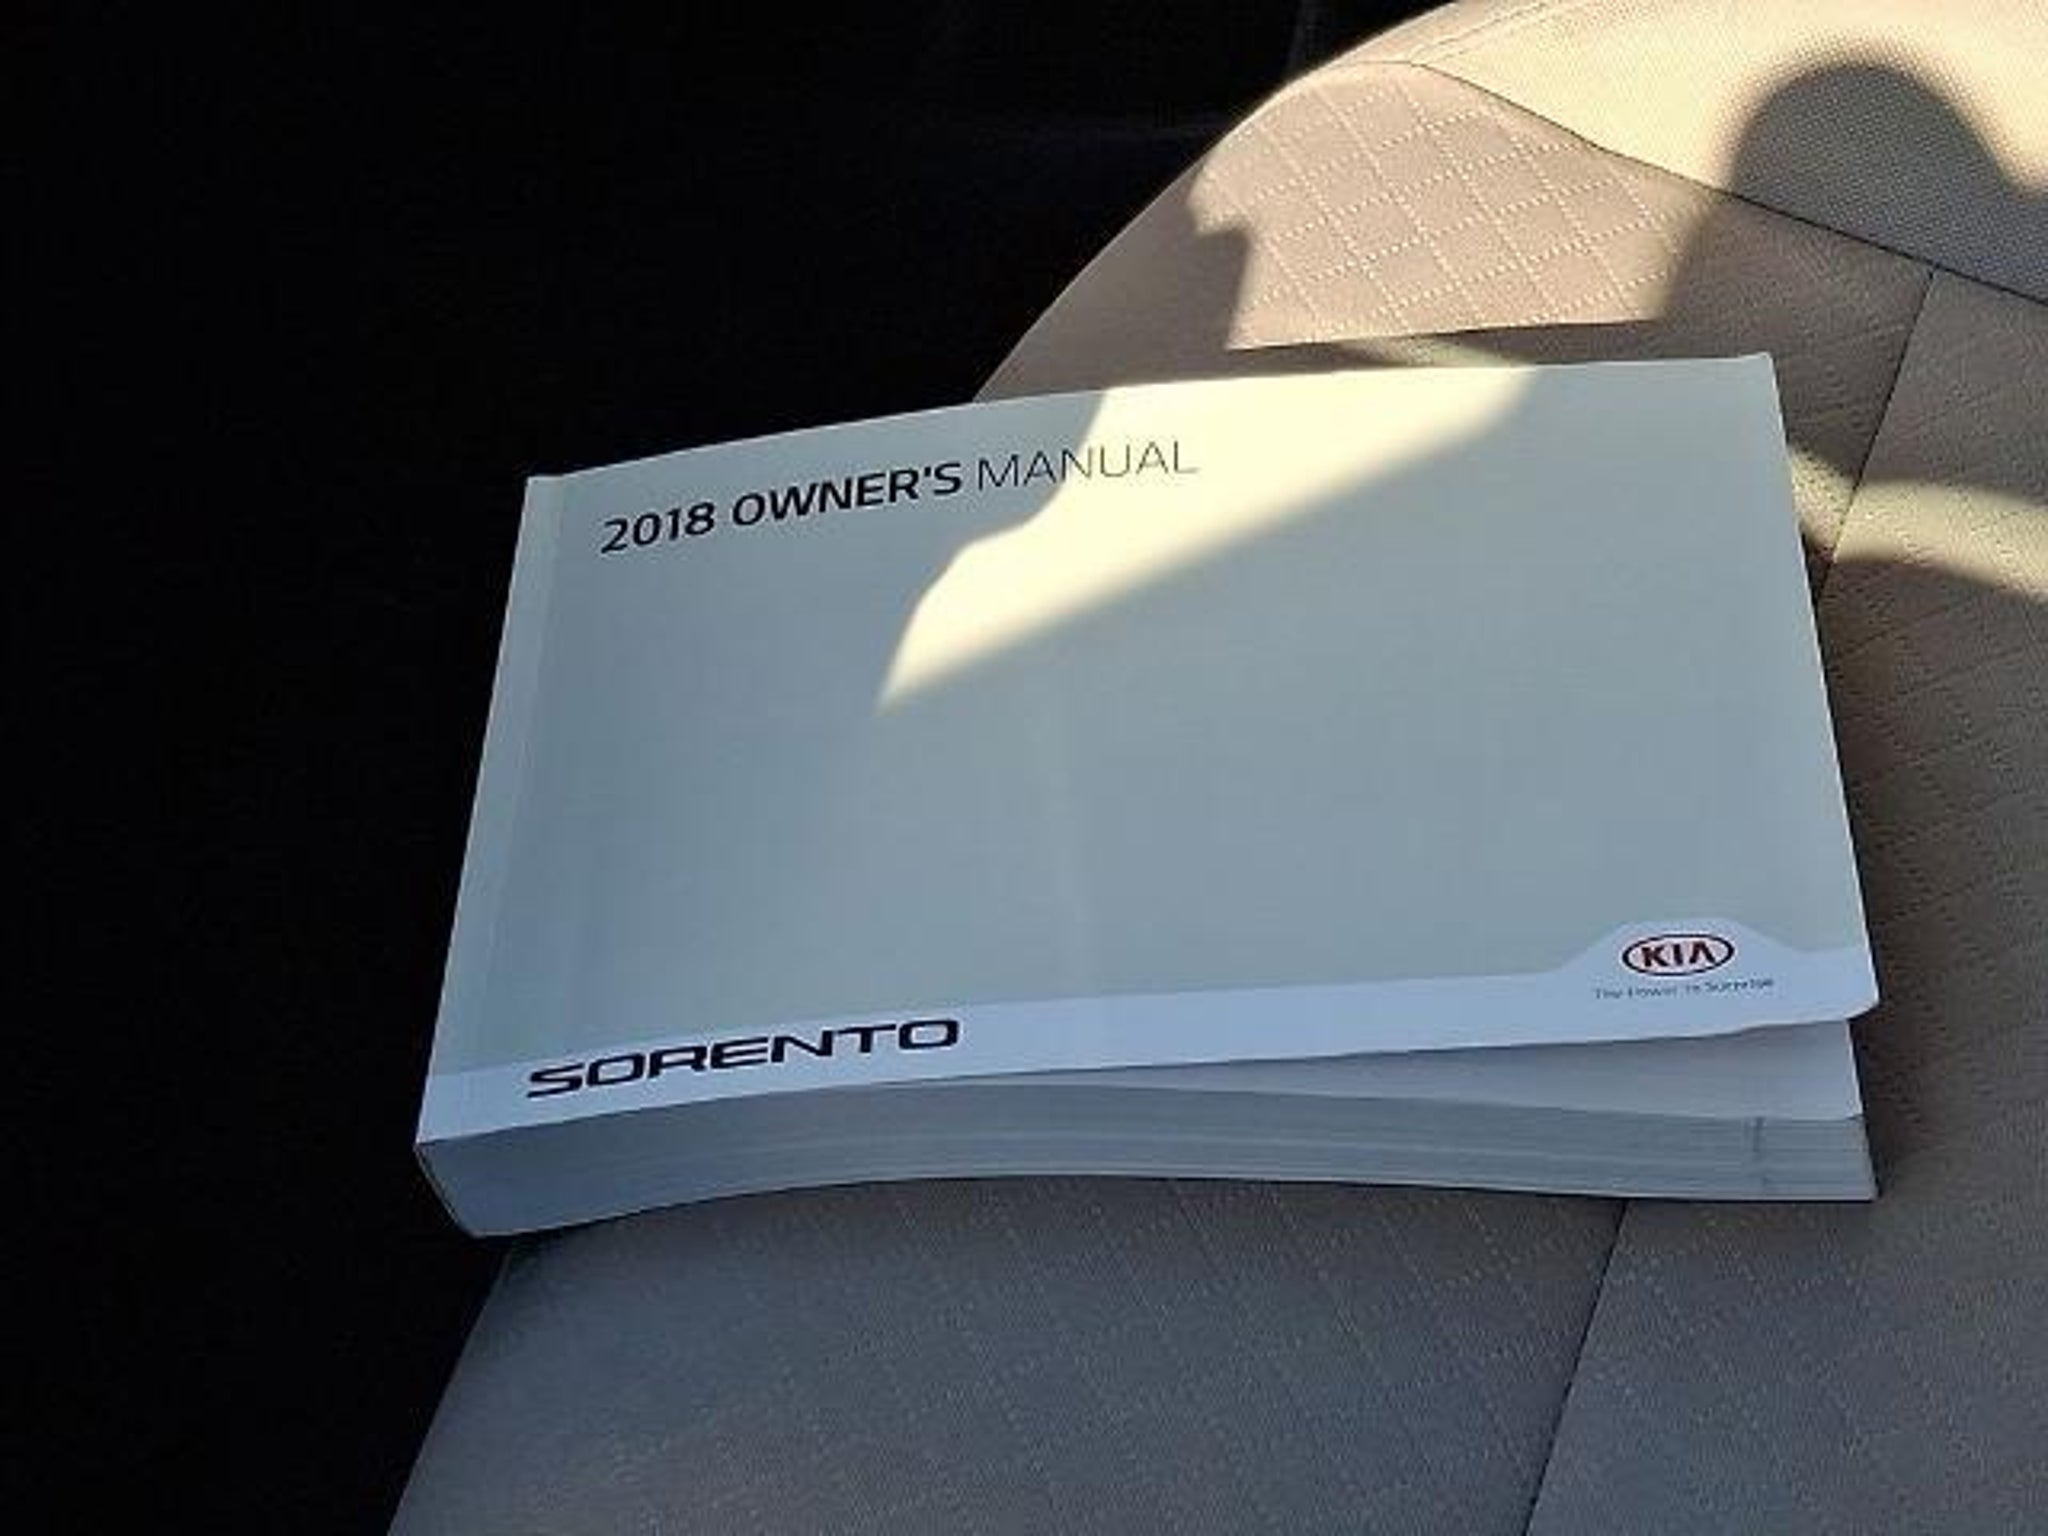 2018 OWNER'S MANUAL
KIA
The Power to Surprise
SORENTO